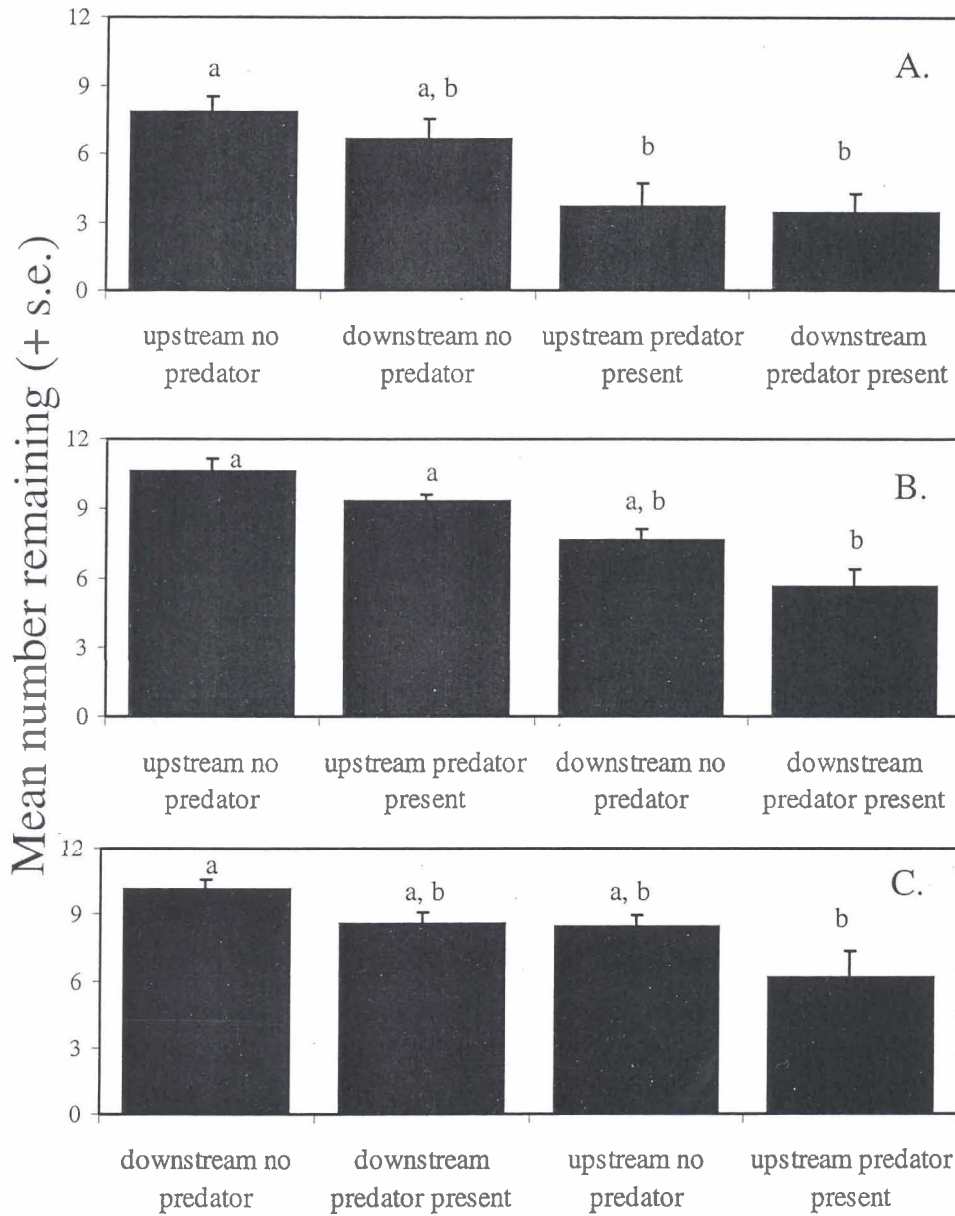 Mean number remaining (+ s.e.)
12
9
6
3
0
a
a, b
b
b
A.
upstream no
predator
downstream no
predator
upstream predator
present
downstream
predator present
12
9
6
3
0
a
a
a, b
b
B.
upstream no
predator
upstream predator
present
downstream no
predator
downstream
predator present
12
9
6
3
0
a
a, b
a, b
b
C.
downstream no
predator
downstream
predator present
upstream no
predator
upstream predator
present